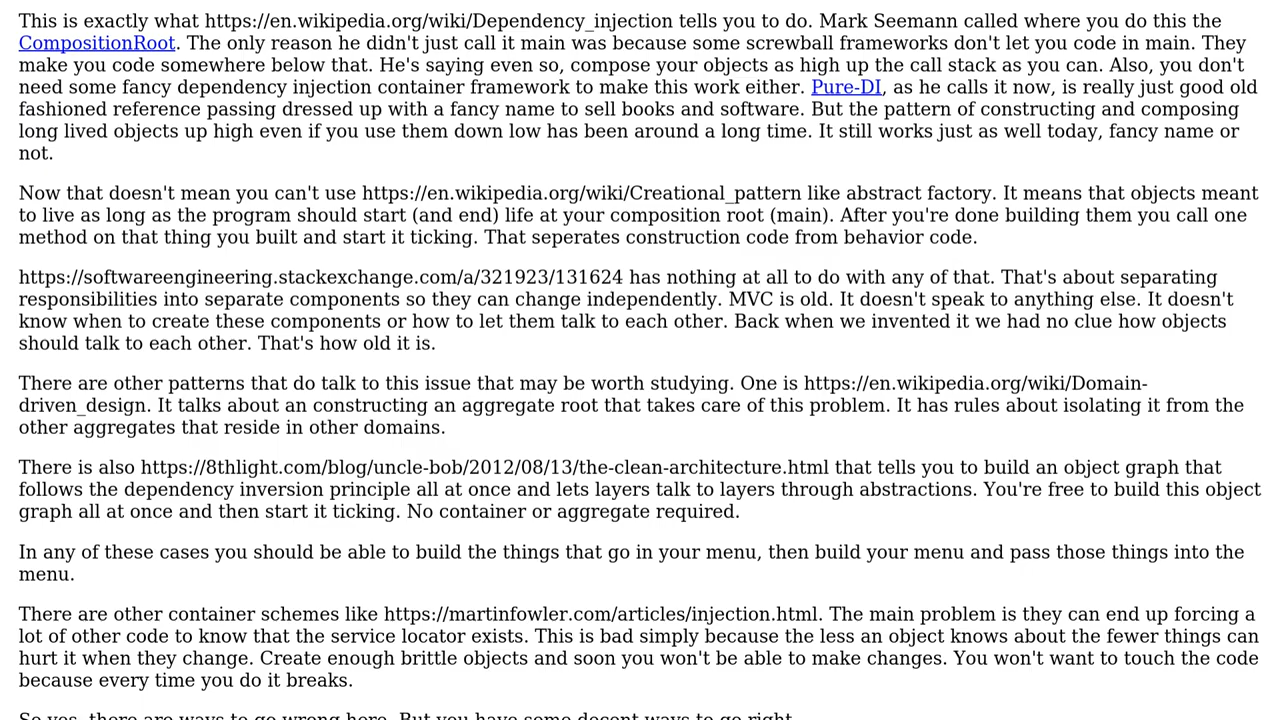 This is exactly what https://en.wikipedia.org/wiki/Dependency_injection tells you to do. Mark Seemann called where you do this the
CompositionRoot. The only reason he didn't just call it main was because some screwball frameworks don't let you code in main. They
make you code somewhere below that. He's saying even so, compose your objects as high up the call stack as you can. Also, you don't
need some fancy dependency injection container framework to make this work either. Pure-DI, as he calls it now, is really just good old
fashioned reference passing dressed up with a fancy name to sell books and software. But the pattern of constructing and composing
long lived objects up high even if you use them down low has been around a long time. It still works just as well today, fancy name or
not.
Now that doesn't mean you can't use https://en.wikipedia.org/wiki/Creational_pattern like abstract factory. It means that objects meant
to live as long as the program should start (and end) life at your composition root (main). After you're done building them you call one
method on that thing you built and start it ticking. That seperates construction code from behavior code.
https://softwareengineering.stackexchange.com/a/321923/131624 has nothing at all to do with any of that. That's about separating
responsibilities into separate components so they can change independently. MVC is old. It doesn't speak to anything else. It doesn't
know when to create these components or how to let them talk to each other. Back when we invented it we had no clue how objects
should talk to each other. That's how old it is.
There are other patterns that do talk to this issue that may be worth studying. One is https://en.wikipedia.org/wiki/Domain-
driven_design. It talks about an constructing an aggregate root that takes care of this problem. It has rules about isolating it from the
other aggregates that reside in other domains.
There is also https://8thlight.com/blog/uncle-bob/2012/08/13/the-clean-architecture.html that tells you to build an object graph that
follows the dependency inversion principle all at once and lets layers talk to layers through abstractions. You're free to build this object
graph all at once and then start it ticking. No container or aggregate required.
In any of these cases you should be able to build the things that go in your menu, then build your menu and pass those things into the
menu.
There are other container schemes like https://martinfowler.com/articles/injection.html. The main problem is they can end up forcing a
lot of other code to know that the service locator exists. This is bad simply because the less an object knows about the fewer things can
hurt it when they change. Create enough brittle objects and soon you won't be able to make changes. You won't want to touch the code
because every time you do it breaks.
So yes, there are ways to go wrong here. But you have some decent ways to go right.